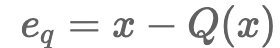 e_q = x − Q(x)